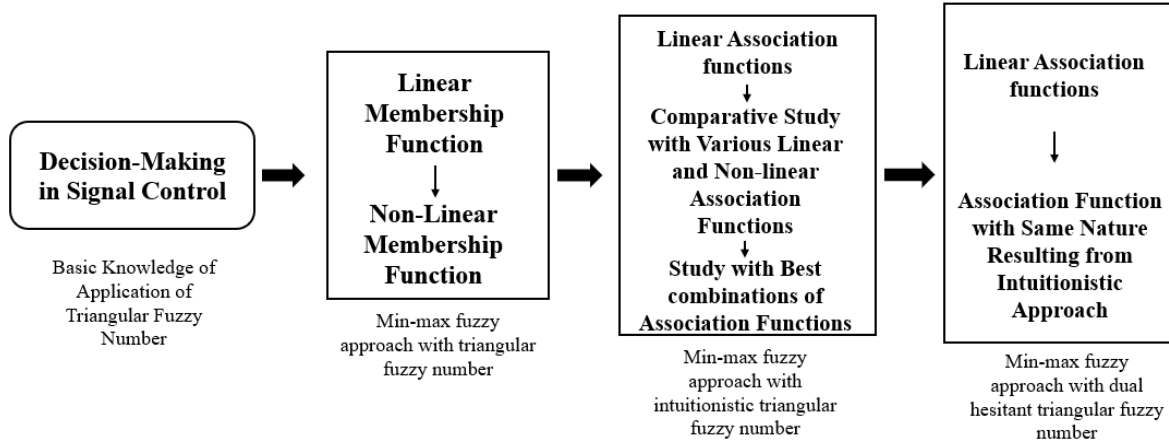 Decision-Making
in Signal Control
Basic Knowledge of
Application of
Triangular Fuzzy
Number
Linear
Membership
Function
Non-Linear
Membership
Function
Min-max fuzzy
approach with triangular
fuzzy number
Linear Association
functions
Comparative Study
with Various Linear
and Non-linear
Association
Functions
Study with Best
combinations of
Association Functions
Min-max fuzzy
approach with
intuitionistic triangular
fuzzy number
Linear Association
functions
Association Function
with Same Nature
Resulting from
Intuitionistic
Approach
Min-max fuzzy
approach with dual
hesitant triangular fuzzy
number